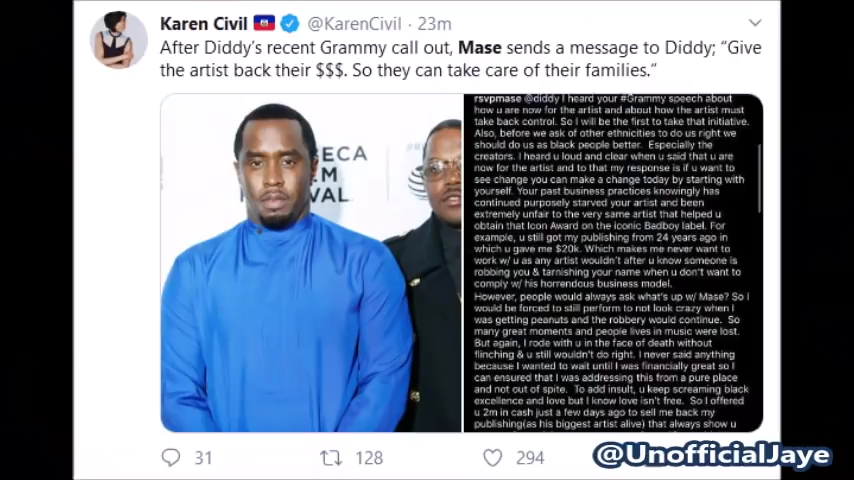 Karen Civil @KarenCivil · 23m
After Diddy's recent Grammy call out, Mase sends a message to Diddy; "Give
the artist back their $$$. So they can take care of their families."
ECA
LM
VAL
rsvpmase @diddy I heard your #Grammy speech about
how u are now for the artist and about how the artist must
take back control. So I will be the first to take that initiative.
Also, before we ask of other ethnicities to do us right we
should do us as black people better. Especially the
creators. I heard u loud and clear when u said that u are
now for the artist and to that my response is if u want to
see change you can make a change today by starting with
yourself. Your past business practices knowingly has
continued purposely starved your artist and been
extremely unfair to the very same artist that helped u
obtain that Icon Award on the iconic Badboy label. For
example, u still got my publishing from 24 years ago in
which u gave me $20k. Which makes me never want to
work w/ u as any artist wouldn't after u know someone is
robbing you & tarnishing your name when u don't want to
comply w/ his horrendous business model.
However, people would always ask what's up w/ Mase? So I
would be forced to still perform to not look crazy when I
was getting peanuts and the robbery would continue. So
many great moments and people lives in music were lost.
But again, I rode with u in the face of death without
flinching & u still wouldn't do right. I never said anything
because I wanted to wait until I was financially great so I
can ensured that I was addressing this from a pure place
and not out of spite. To add insult, u keep screaming black
excellence and love but I know love isn't free. So I offered
u 2m in cash just a few days ago to sell me back my
publishing(as his biggest artist alive) that always show u
31 128 294
@UnofficialJaye